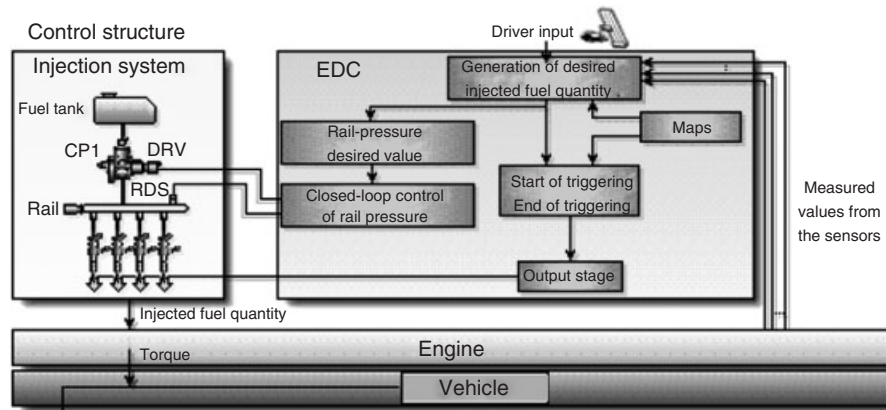 Control structure
Driver input
Injection system
EDC
Generation of desired
injected fuel quantity
Fuel tank
Maps
CP1
DRV
Rail-pressure
desired value
RDS
Rail
Closed-loop control
of rail pressure
Start of triggering
End of triggering
Measured
values from
the sensors
Output stage
Injected fuel quantity
Engine
Torque
Vehicle